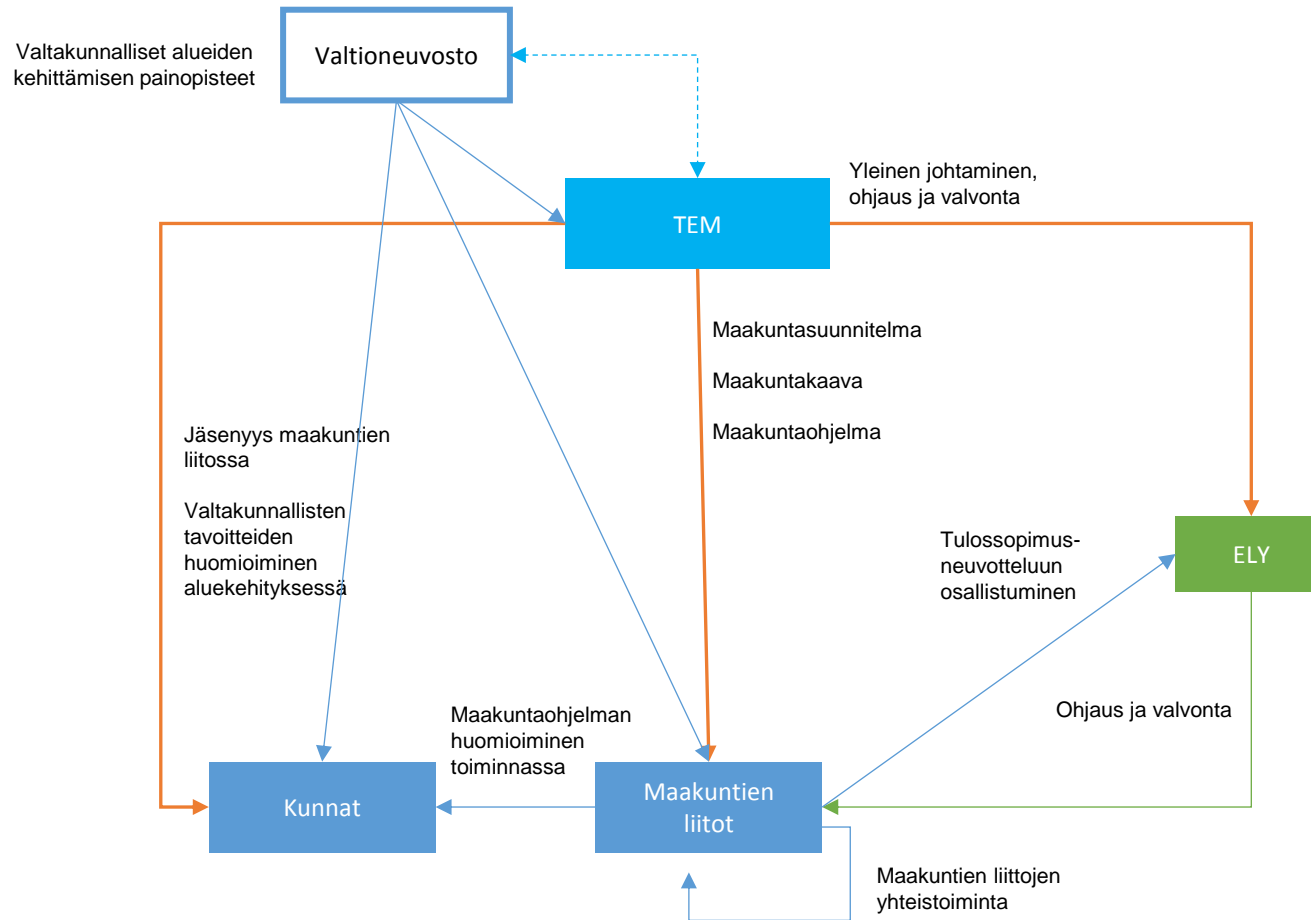 Valtakunnalliset alueiden
kehittämisen painopisteet
Valtioneuvosto
Yleinen johtaminen,
ohjaus ja valvonta
TEM
Maakuntasuunnitelma
Maakuntakaava
Maakuntaohjelma
Jäsenyys maakuntien
liitossa
Valtakunnallisten
tavoitteiden
huomioiminen
aluekehityksessä
Tulossopimus-
neuvotteluun
osallistuminen
ELY
Ohjaus ja valvonta
Maakuntaohjelman
huomioiminen
toiminnassa
Kunnat
Maakuntien
liitot
Maakuntien liittojen
yhteistoiminta